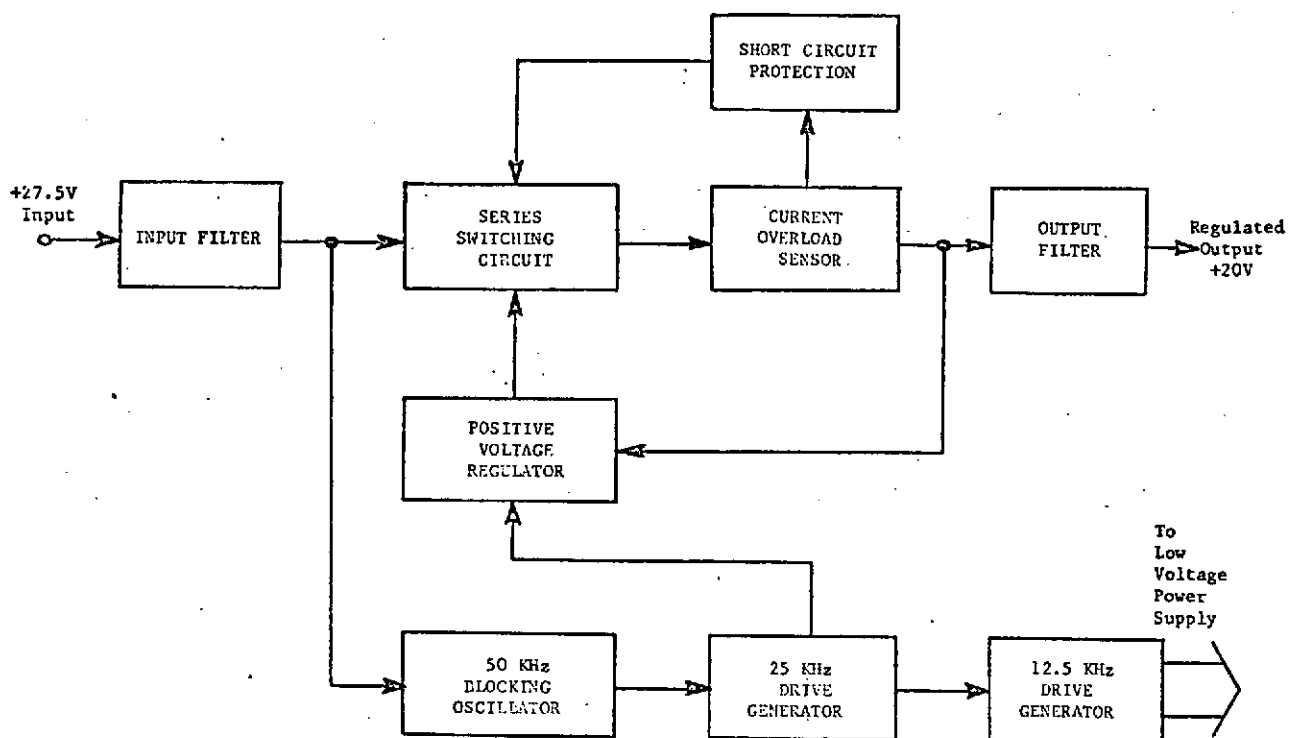 SHORT CIRCUIT
PROTECTION
+27.5V
Input
INPUT FILTER
SERIES
SWITCHING
CIRCUIT
CURRENT
OVERLOAD
SENSOR
OUTPUT
FILTER
Regulated
Output
+20V
POSITIVE
VOLTAGE
REGULATOR
To
Low
Voltage
Power
Supply
50 KHz
BLOCKING
OSCILLATOR
25 KHz
DRIVE
GENERATOR
12.5 KHz
DRIVE
GENERATOR